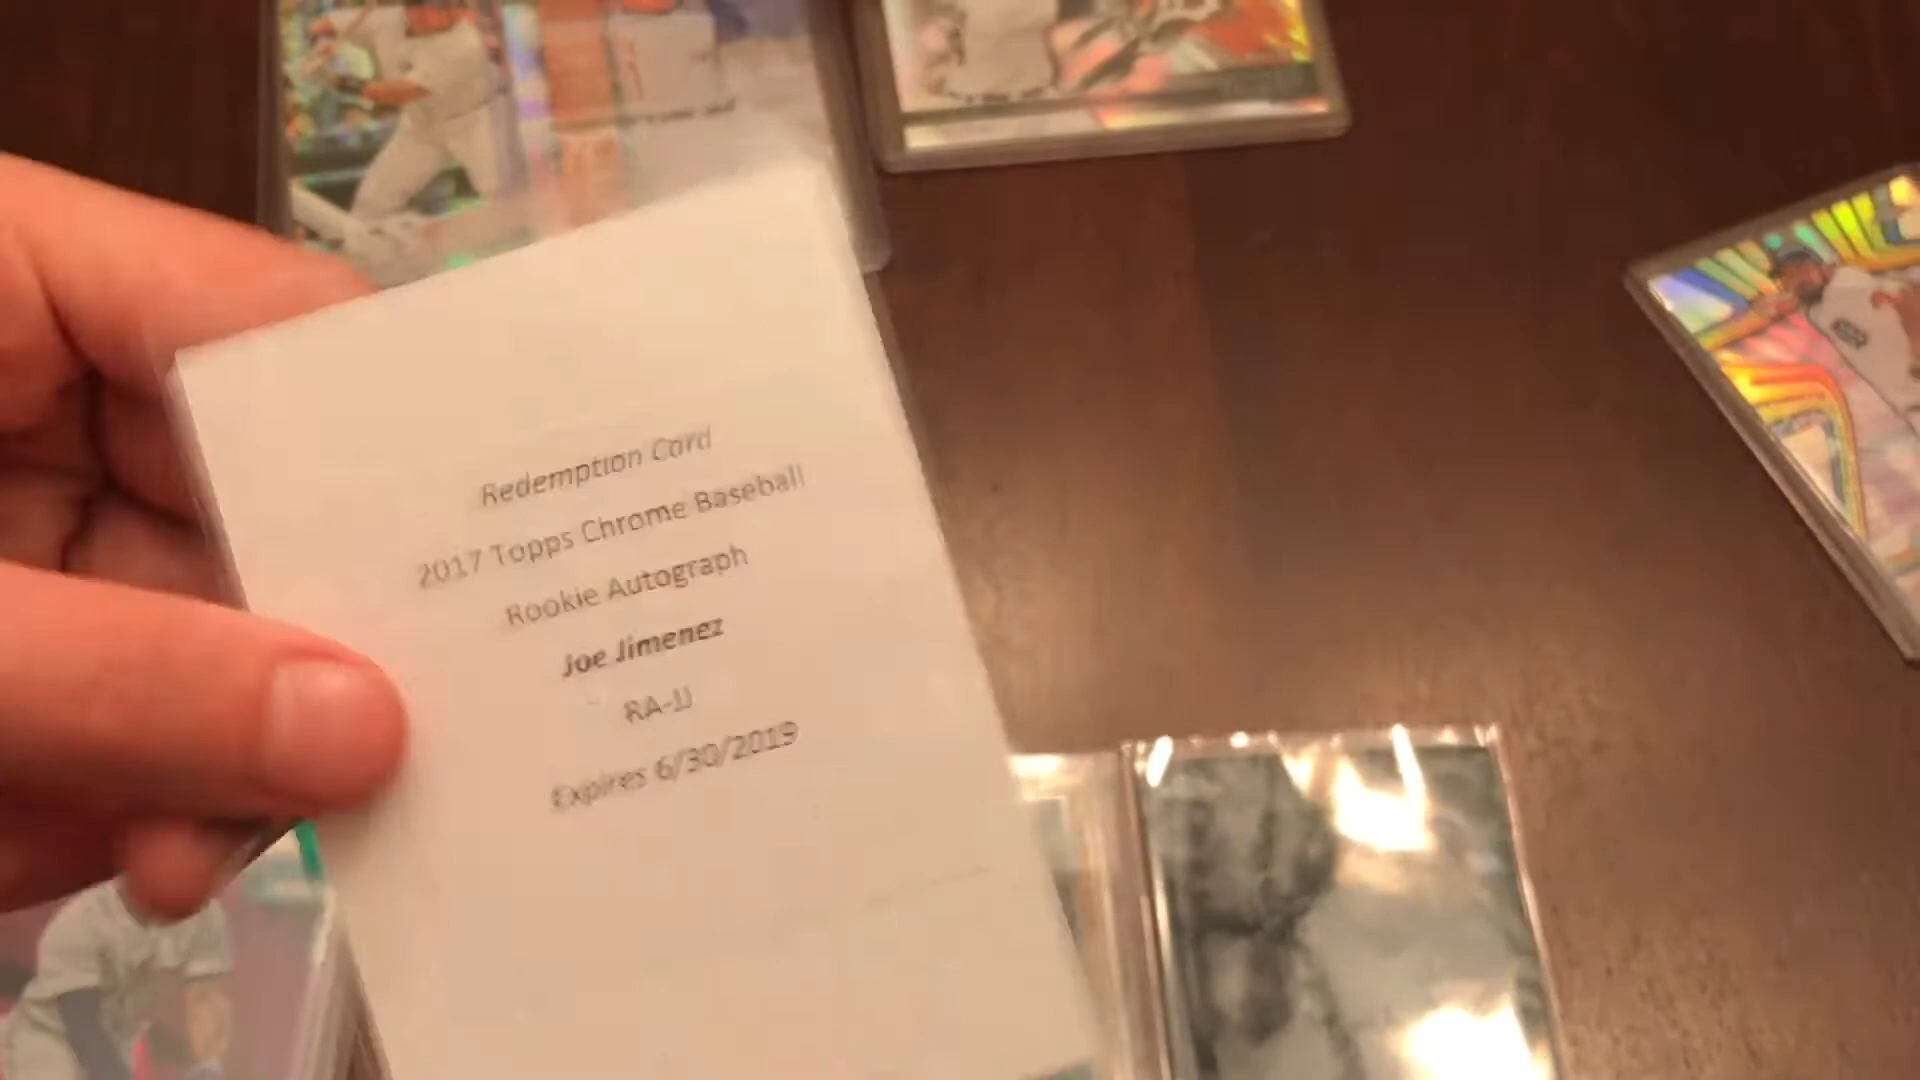 Redemption Card
2017 Topps Chrome Baseball
Rookie Autograph
Joe Jimenez
RA-JJ
Expires 6/30/2019